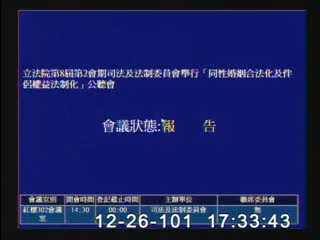 立法院第8屆第2會期司法及法制委員會舉行「同性婚姻合法化及伴
侶權益法制化」公聽會
會議狀態:報 告
會議室別 開會時間 登記截止時間 主辦單位 聯席委員會
紅樓302會議室 14:30 00:00 司法及法制委員會 無
12-26-101 17:33:43